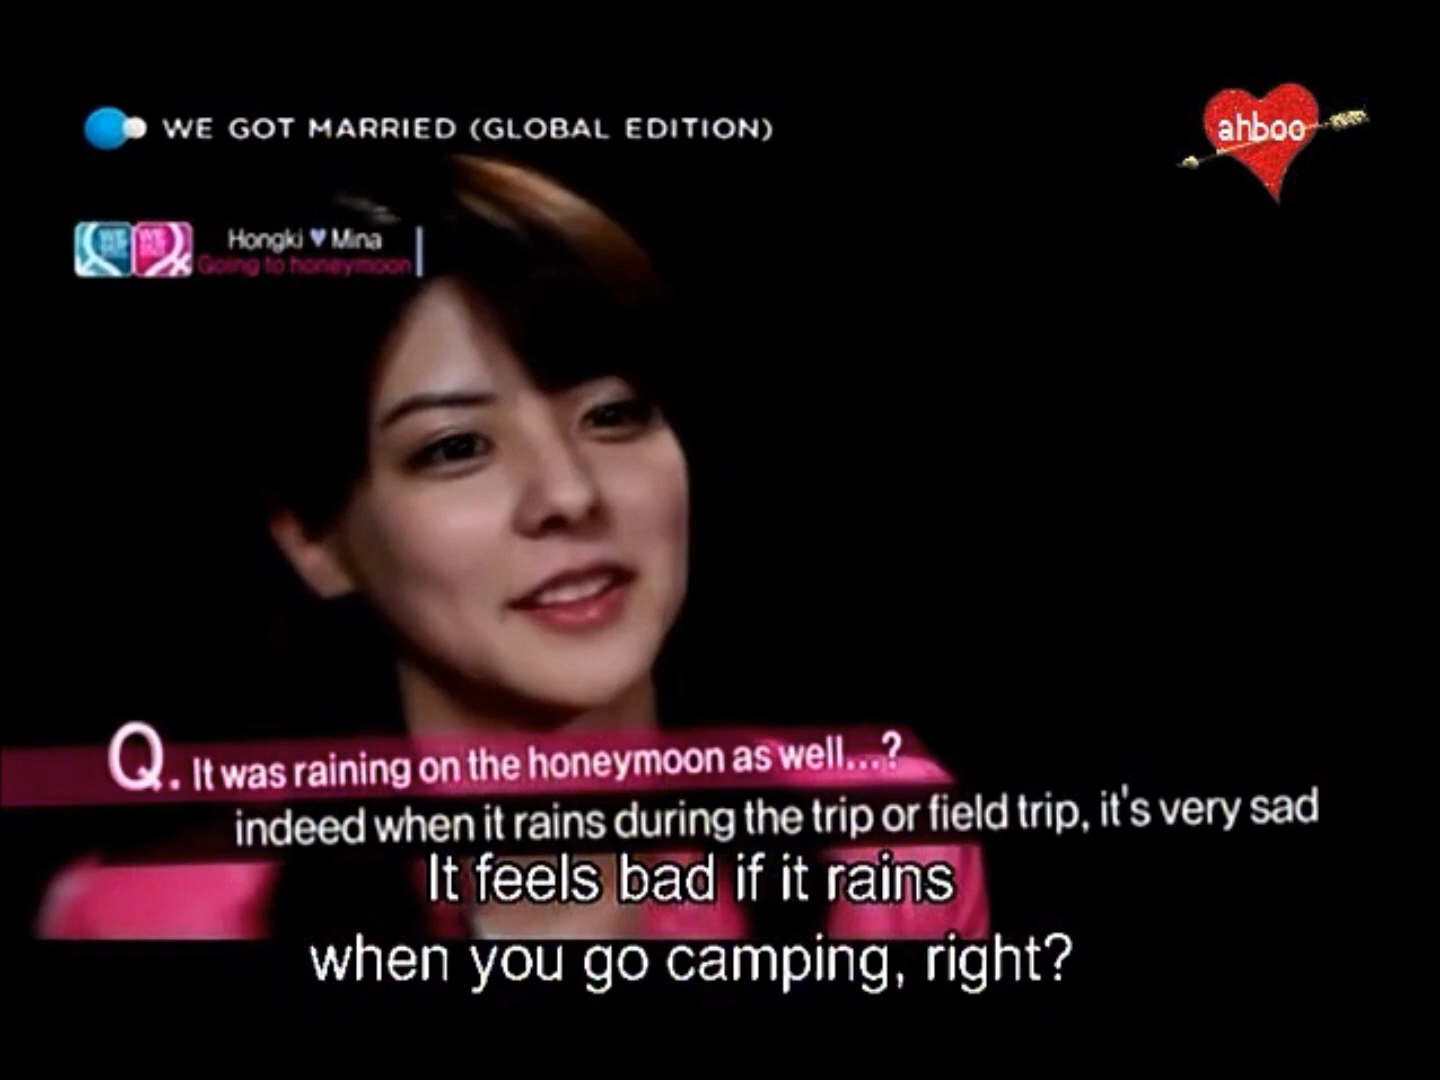 WE GOT MARRIED (GLOBAL EDITION)
ahboo
Hongki ♥ Mina
Going to honeymoon
Q. It was raining on the honeymoon as well...?
indeed when it rains during the trip or field trip, it's very sad
It feels bad if it rains
when you go camping, right?